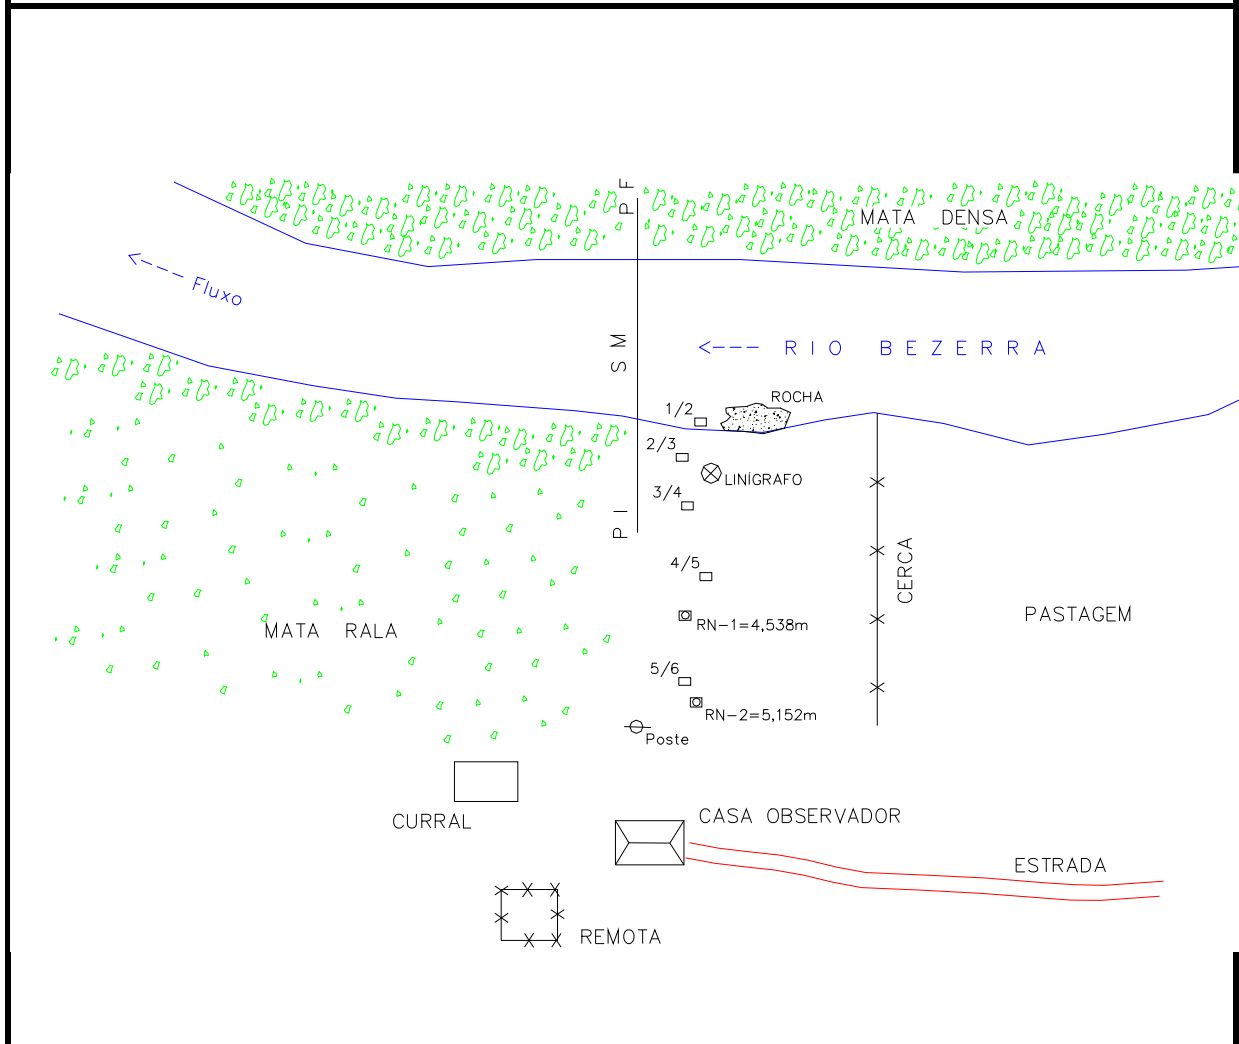 PF
MATA DENSA
Fluxo
SM
RIO BEZERRA
ROCHA
1/2
2/3
LINÍGRAFO
3/4
PI
4/5
CERCA
PASTAGEM
RN-1=4,538m
MATA RALA
5/6
RN-2=5,152m
Poste
CURRAL
CASA OBSERVADOR
ESTRADA
REMOTA